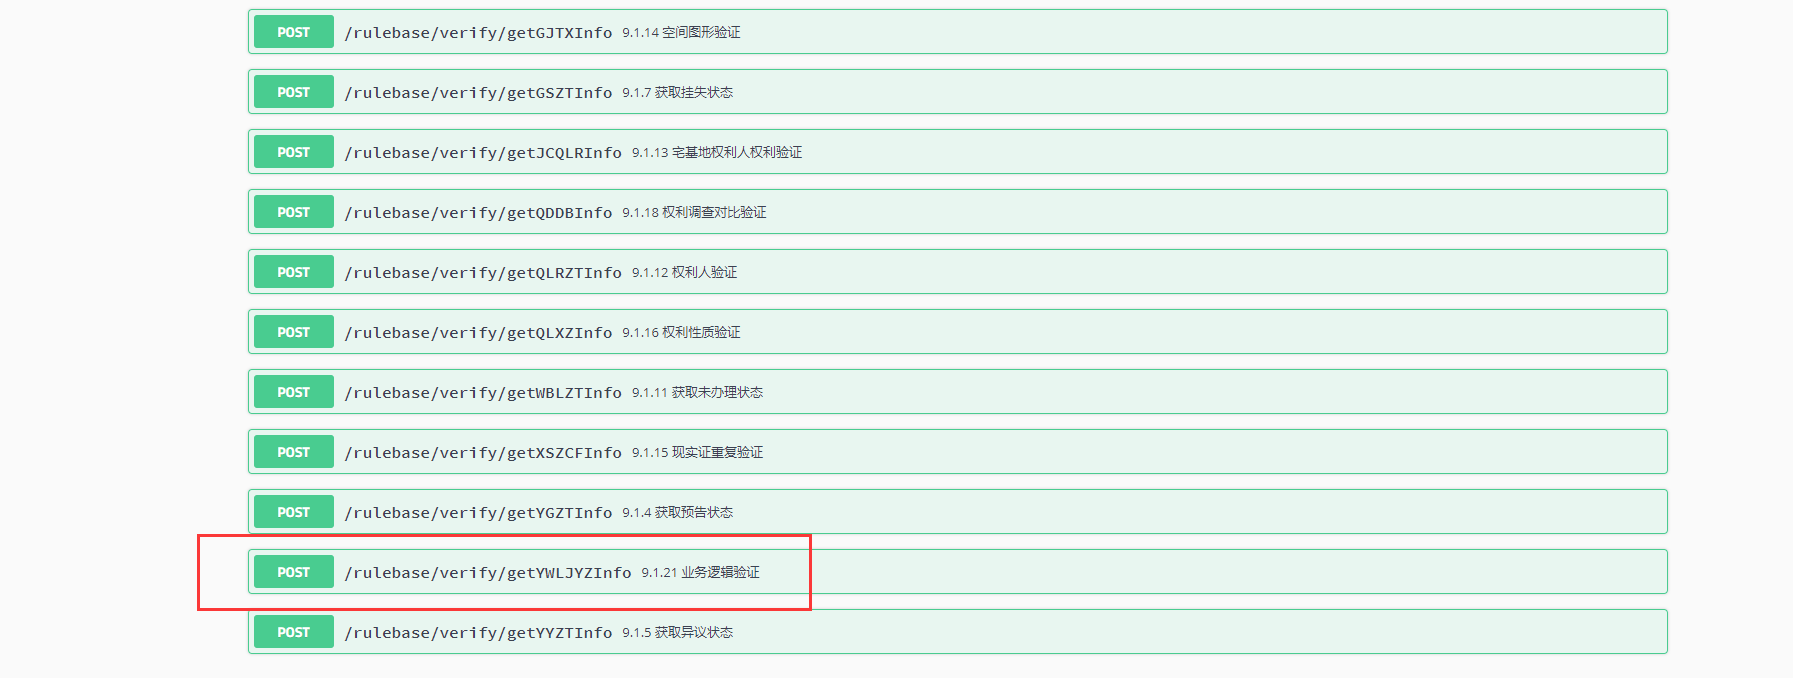 POST /rulebase/verify/getGJTXInfo 9.1.14 空间图形验证
POST /rulebase/verify/getGSZTInfo 9.1.7 获取挂失状态
POST /rulebase/verify/getJCQLRInfo 9.1.13 宅基地权利人权利验证
POST /rulebase/verify/getQDDBInfo 9.1.18 权利调查对比验证
POST /rulebase/verify/getQLRZTInfo 9.1.12 权利人验证
POST /rulebase/verify/getQLXZInfo 9.1.16 权利性质验证
POST /rulebase/verify/getWBLZTInfo 9.1.11 获取未办理状态
POST /rulebase/verify/getXSZCFInfo 9.1.15 现实证重复验证
POST /rulebase/verify/getYGZTInfo 9.1.4 获取预告状态
POST /rulebase/verify/getYWLJYZInfo 9.1.21 业务逻辑验证
POST /rulebase/verify/getYYZTInfo 9.1.5 获取异议状态